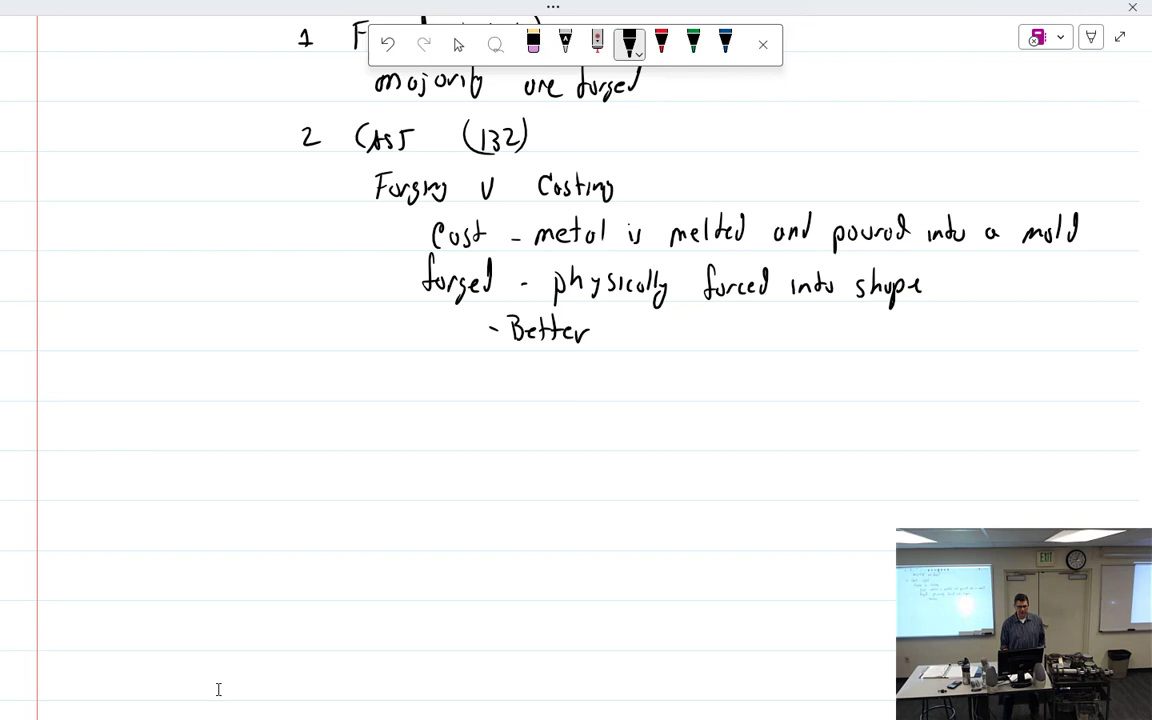 1 F
majority are forged
2 CAST (132)
Forging v Casting
Cast - metal is melted and poured into a mold
forged - physically forced into shape
- Better
EXIT